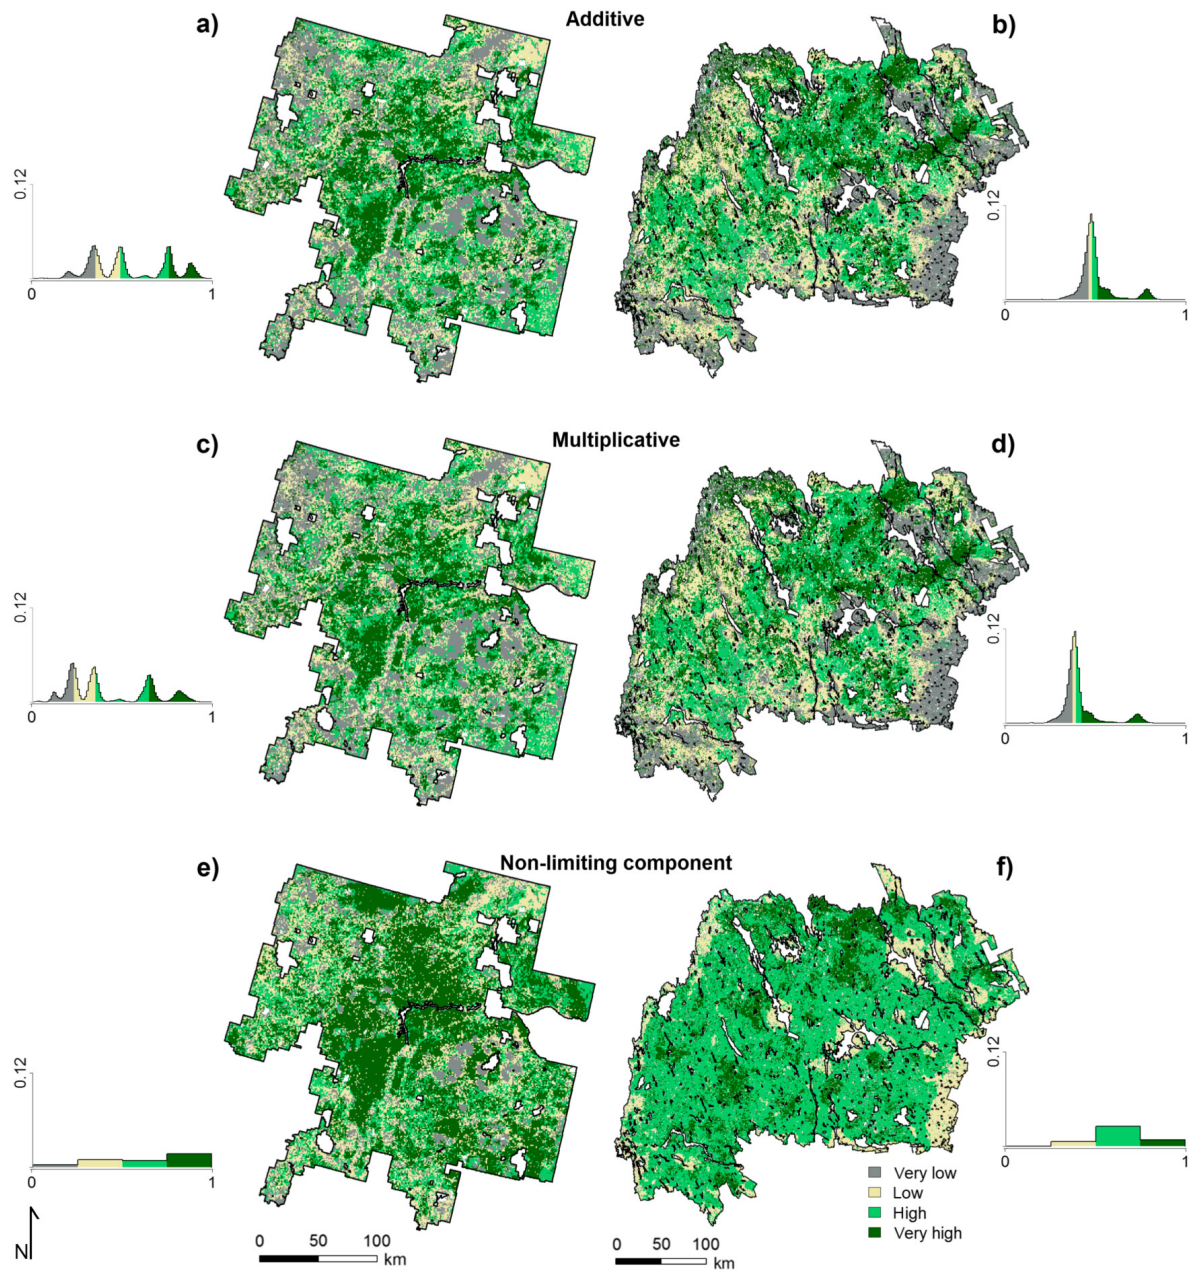 a)
Additive
b)
0.12
0
1
0.12
0
1
c)
Multiplicative
d)
0.12
0
1
0.12
0
1
e)
Non-limiting component
f)
0.12
0
1
0.12
0
1
Very low
Low
High
Very high
N
0 50 100
km
0 50 100
km